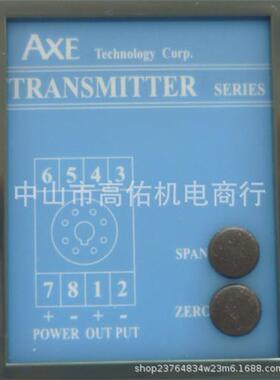 AXE Technology Corp.
TRANSMITTER SERIES
6 5 4 3
中山市高佑机电商行
SPAN
7 8 1 2
+ - + -
ZERO
POWER OUT PUT
shop23764834w23m6.1688.com